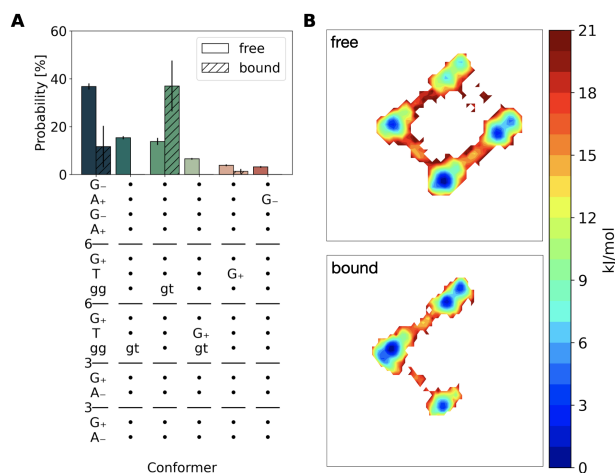 A
Probability [%]
60
40
20
0
free
bound
G₋ • • • • •
A₊ • • • • G₋
G₋ • • • • •
A₊ • • • • •
6
G₊ • • • • •
T • • • G₊ •
gg • gt • • •
6
G₊ • • • • •
T • • G₊ • •
gg gt • gt • •
3
G₊ • • • • •
A₋ • • • • •
3
G₊ • • • • •
A₋ • • • • •
Conformer
B
free
bound
21
18
15
12
9
6
3
0
kJ/mol